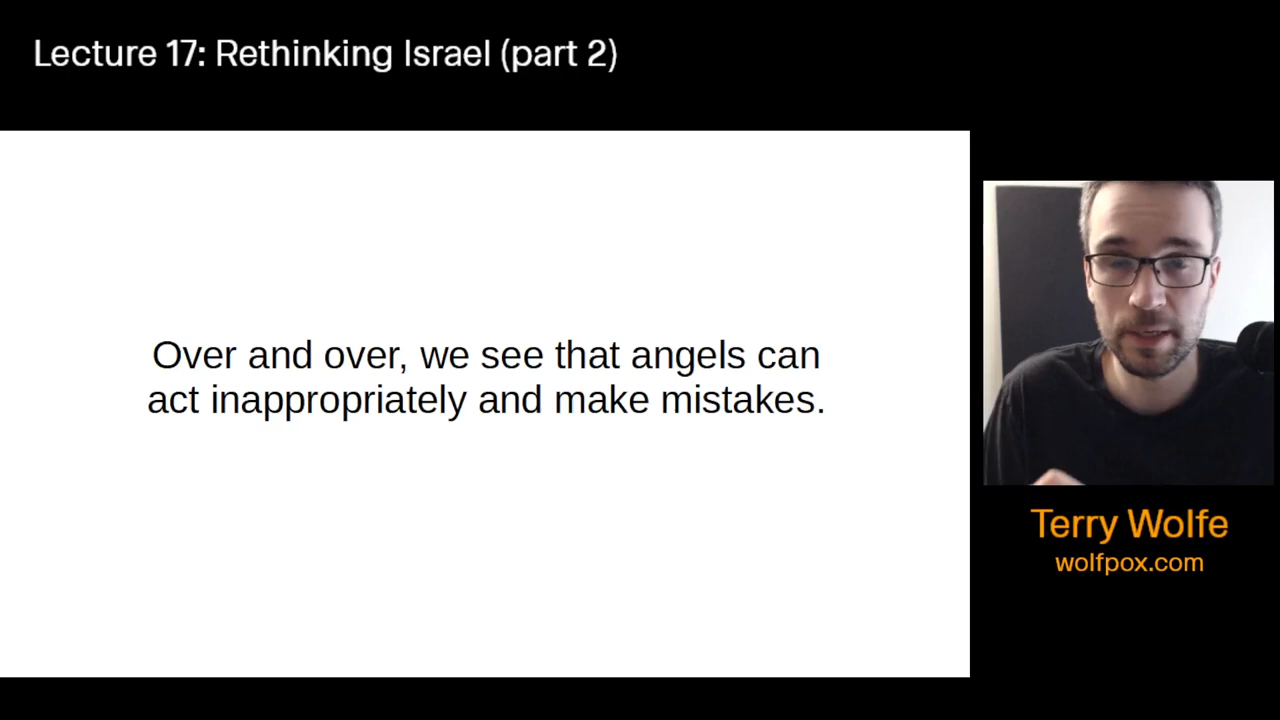 Lecture 17: Rethinking Israel (part 2)
Over and over, we see that angels can
act inappropriately and make mistakes.
Terry Wolfe
wolfpox.com